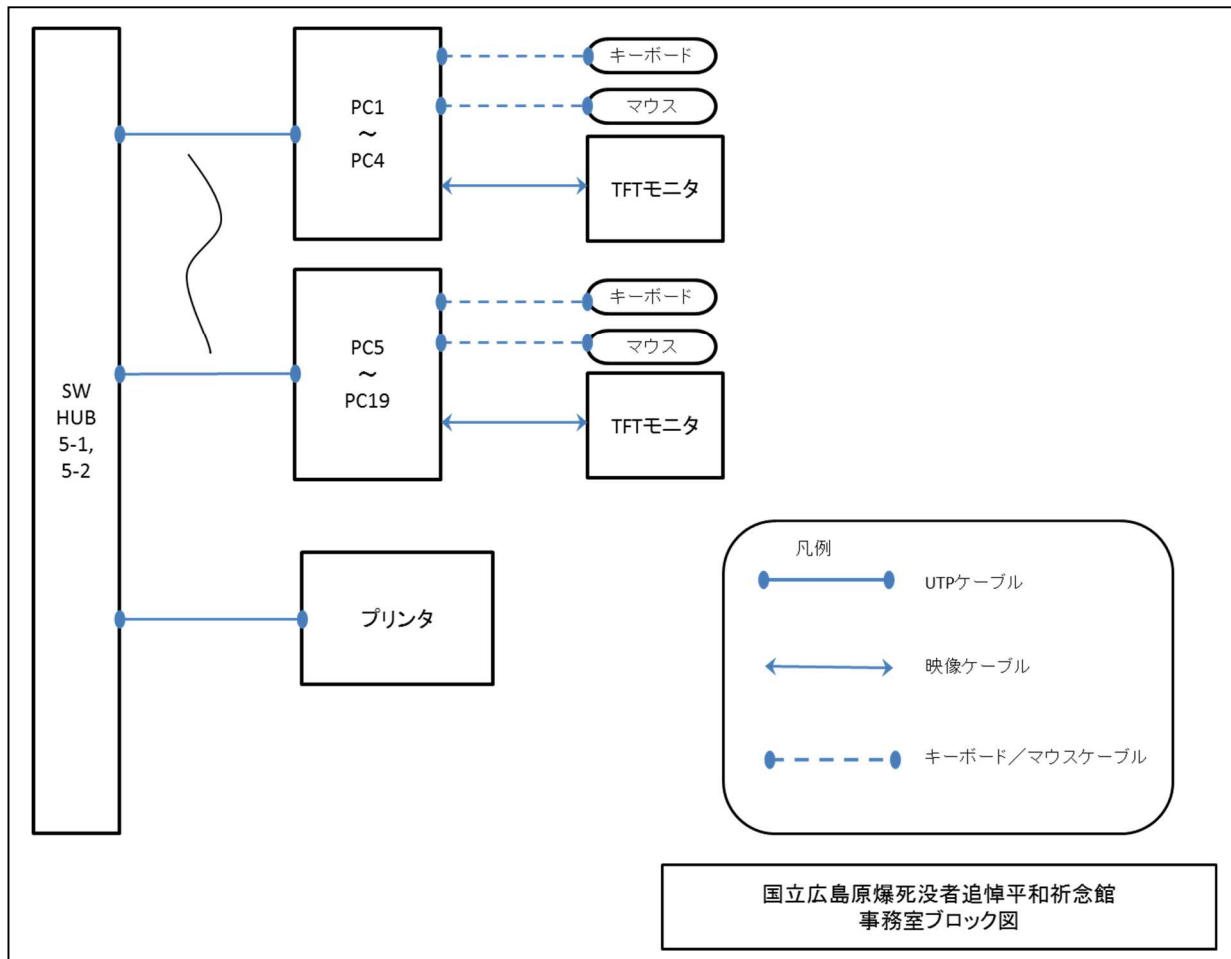 SW
HUB
5-1,
5-2
PC1
～
PC4
キーボード
マウス
TFTモニタ
PC5
～
PC19
キーボード
マウス
TFTモニタ
プリンタ
凡例
UTPケーブル
映像ケーブル
キーボード／マウスケーブル
国立広島原爆死没者追悼平和祈念館
事務室ブロック図